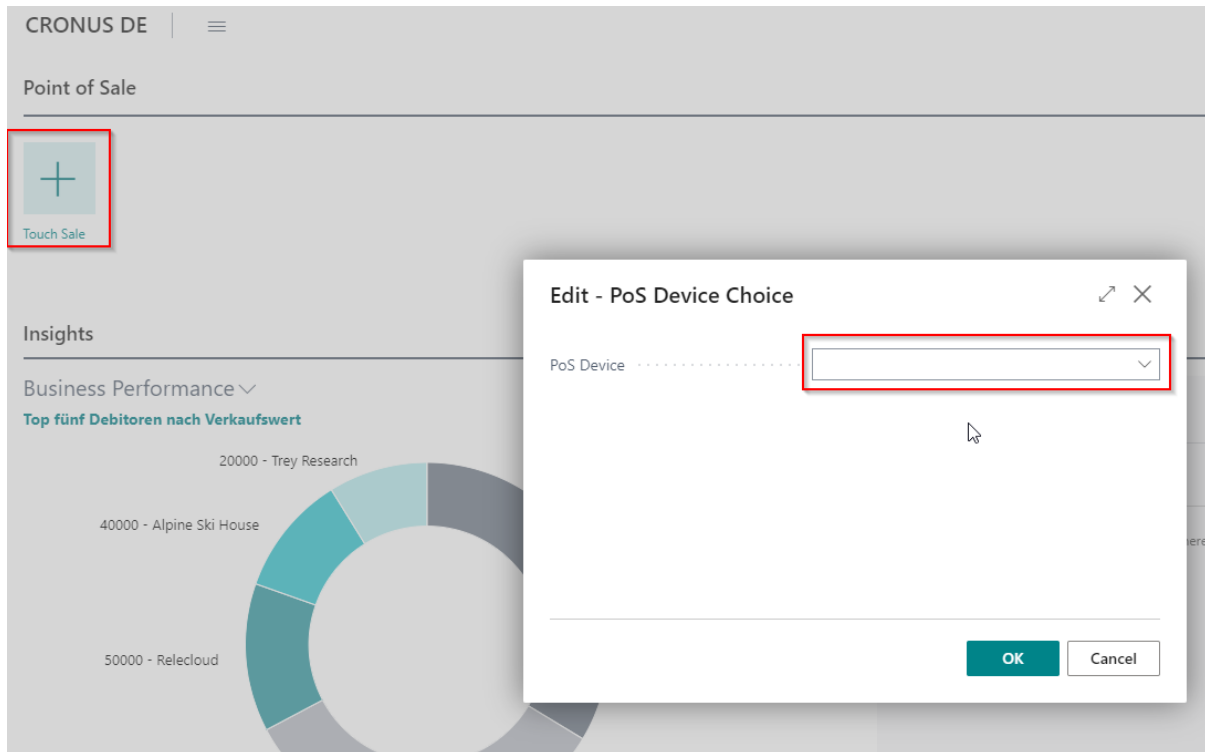 CRONUS DE
Point of Sale
Touch Sale
Edit - PoS Device Choice
PoS Device
Insights
Business Performance
Top fünf Debitoren nach Verkaufswert
20000 - Trey Research
40000 - Alpine Ski House
50000 - Relecloud
OK
Cancel